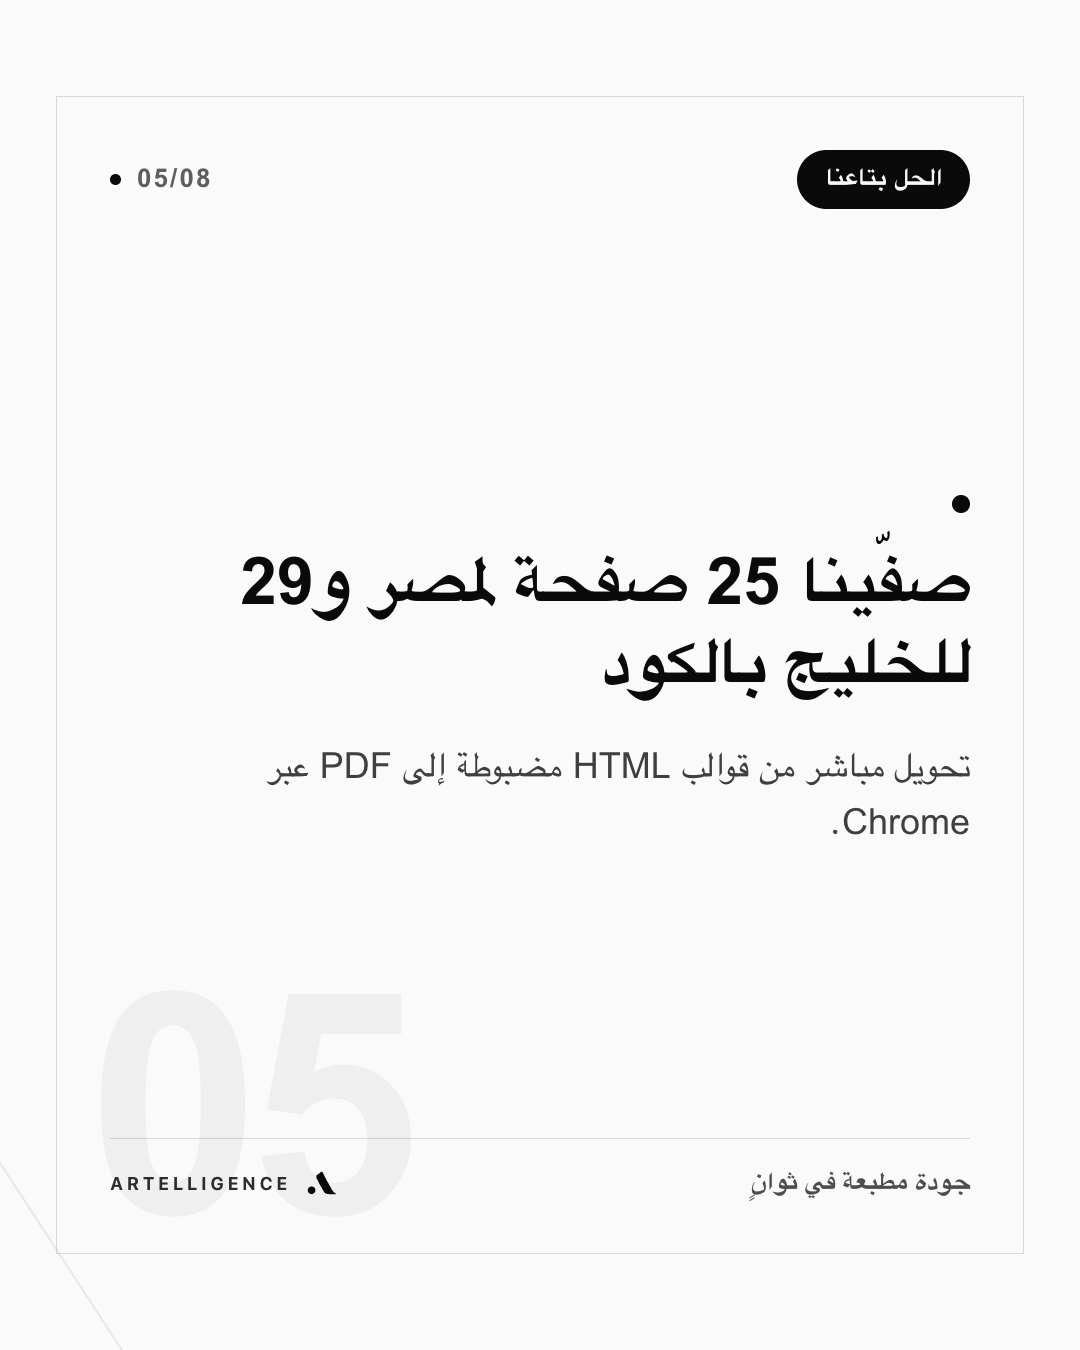 الحل بتاعنا
05/08
صفّينا 25 صفحة لمصر و29
للخليج بالكود
تحويل مباشر من قوالب HTML مضبوطة إلى PDF عبر
Chrome.
05
جودة مطبعة في ثوانٍ
ARTELLIGENCE